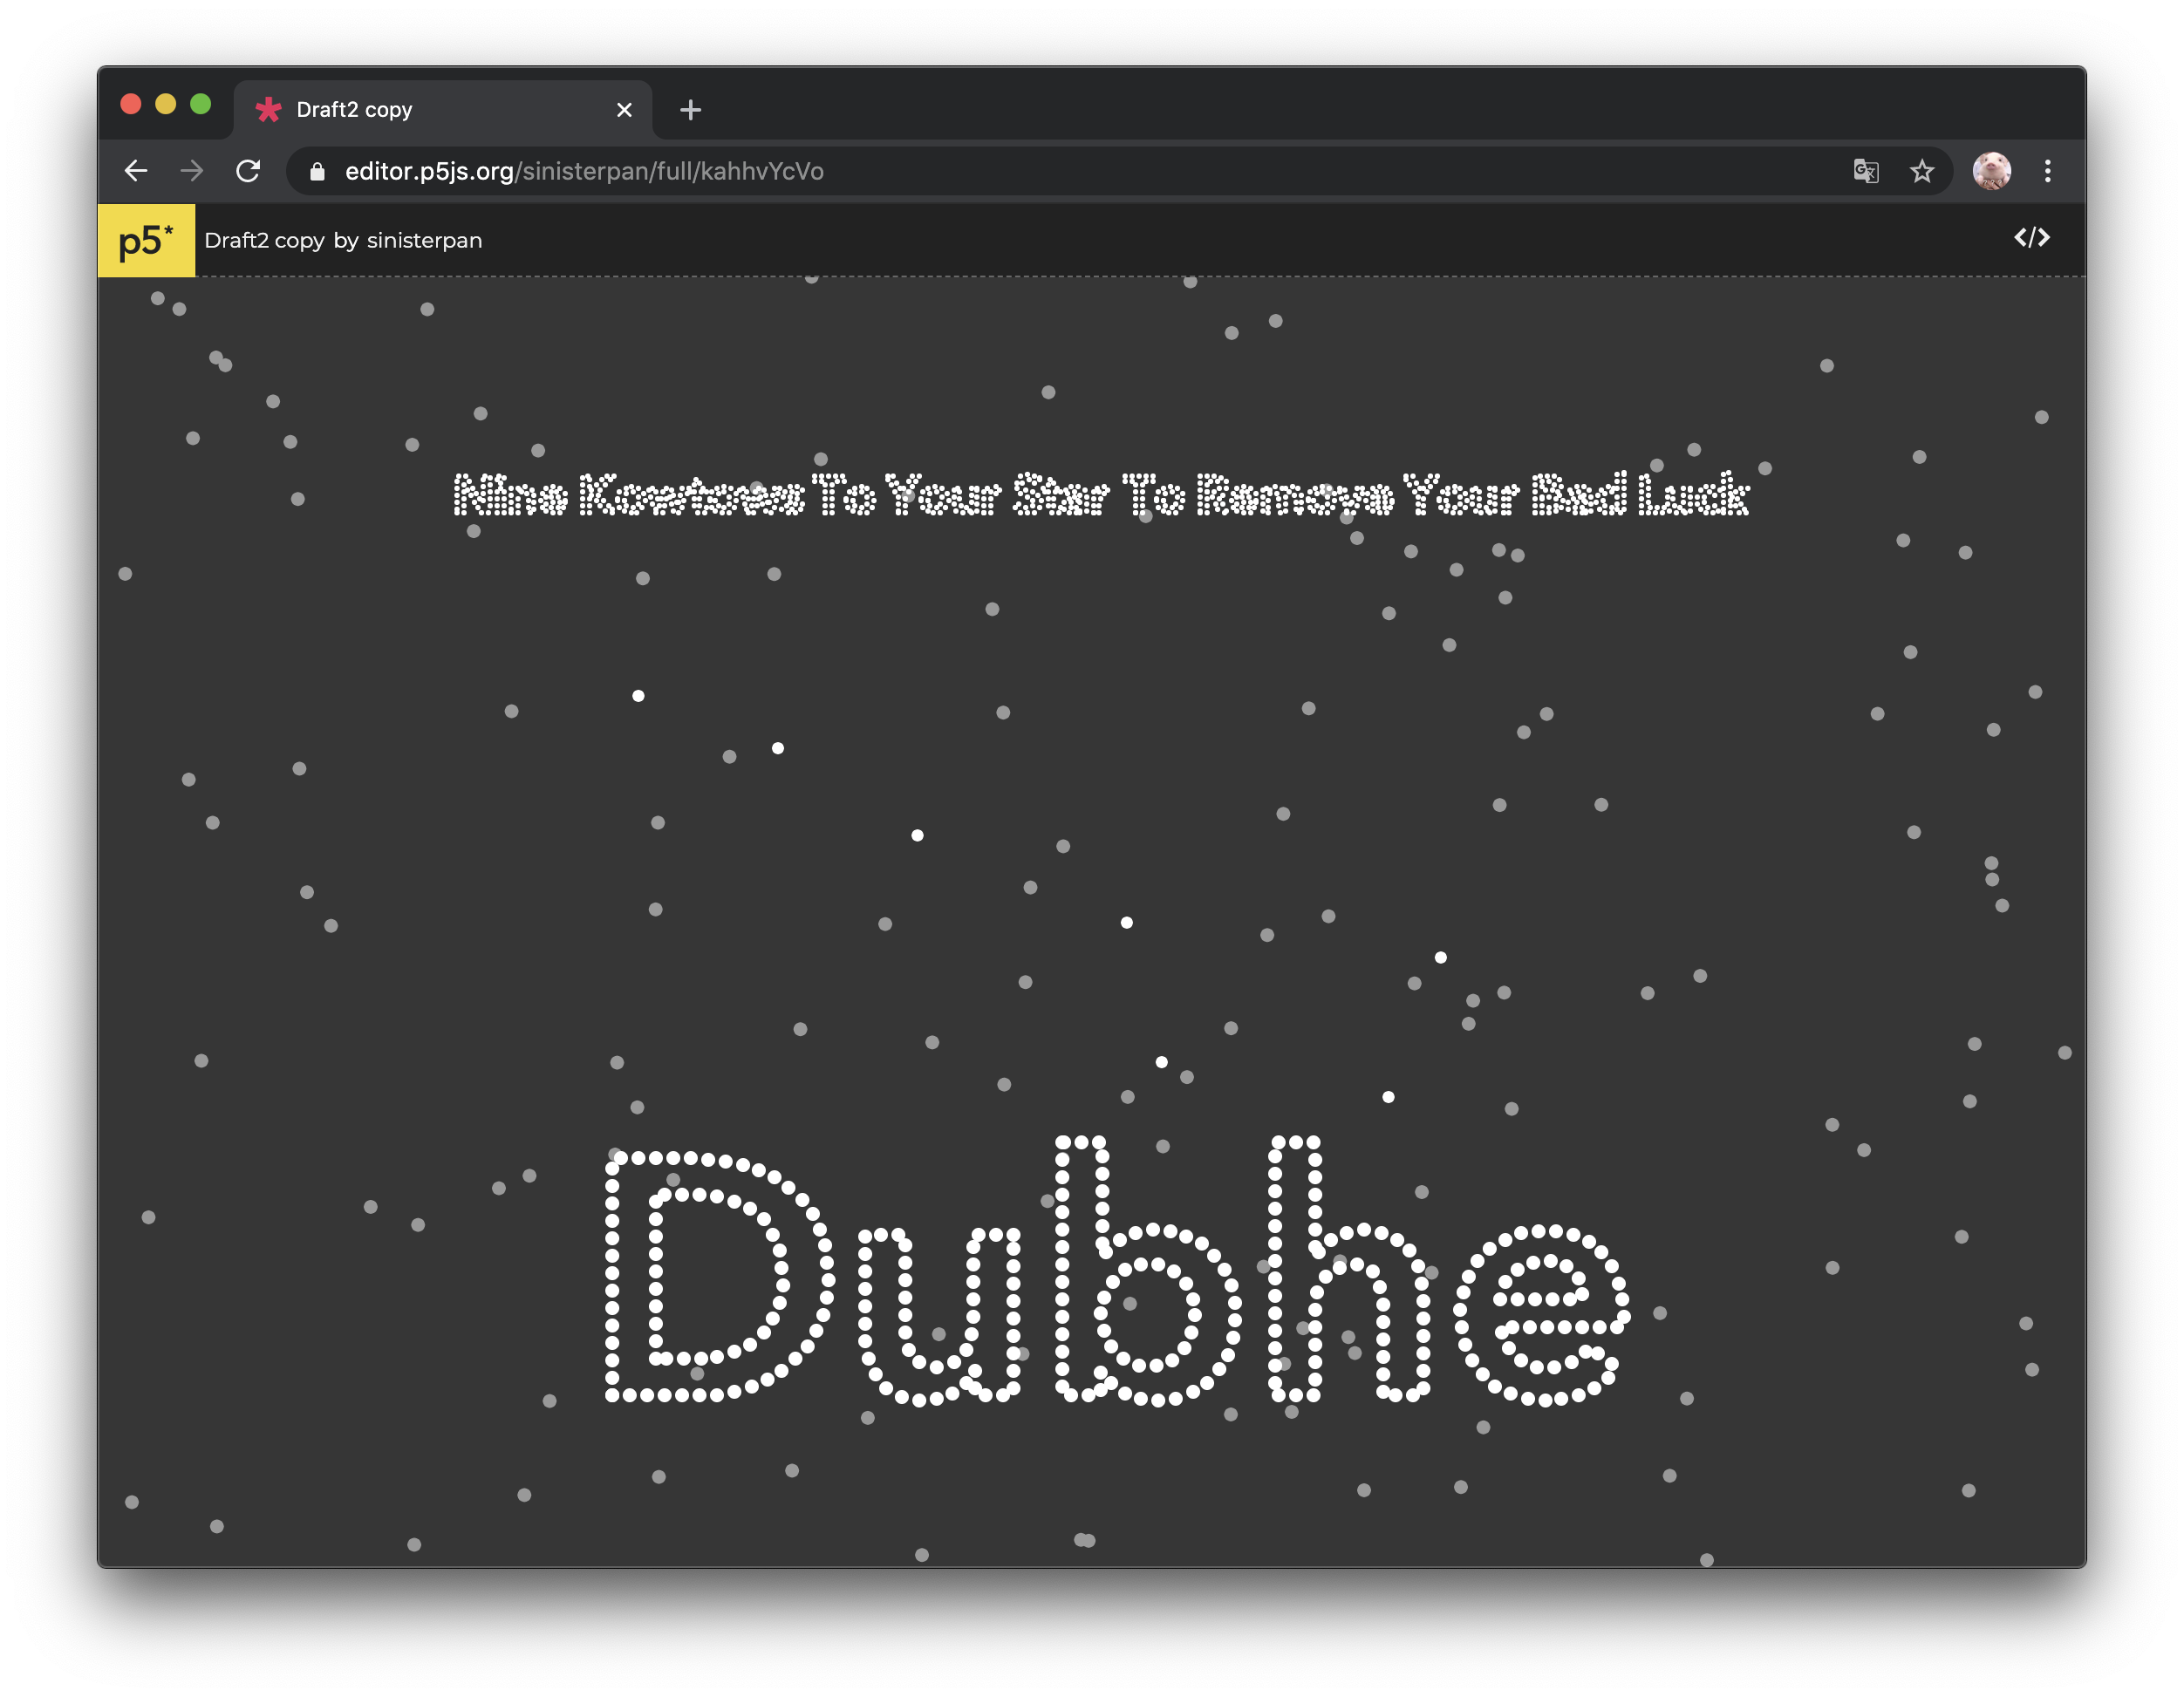 Draft2 copy
editor.p5js.org/sinisterpan/full/kahhvYcVo
p5* Draft2 copy by sinisterpan </>
Nine Kowtows To Your Star To Remove Your Bad Luck
Dubhe